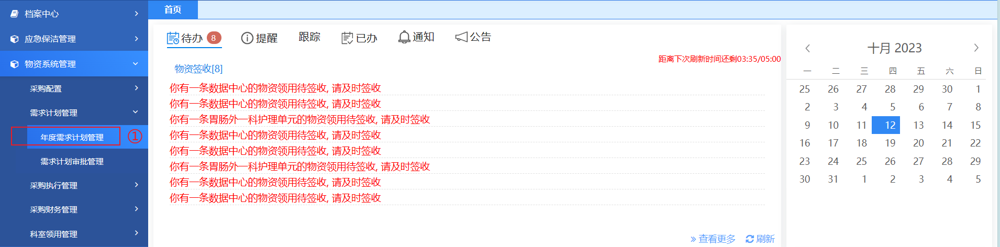 档案中心
应急保洁管理
物资系统管理
采购配置
需求计划管理
年度需求计划管理 ①
需求计划审批管理
采购执行管理
采购财务管理
科室领用管理
首页
待办 8 提醒 跟踪 已办 通知 公告
距离下次刷新时间还剩03:35/05:00
物资签收[8]
你有一条数据中心的物资领用待签收, 请及时签收
你有一条数据中心的物资领用待签收, 请及时签收
你有一条胃肠外一科护理单元的物资领用待签收, 请及时签收
你有一条数据中心的物资领用待签收, 请及时签收
你有一条数据中心的物资领用待签收, 请及时签收
你有一条胃肠外一科护理单元的物资领用待签收, 请及时签收
你有一条数据中心的物资领用待签收, 请及时签收
你有一条数据中心的物资领用待签收, 请及时签收
查看更多 刷新
十月 2023
一 二 三 四 五 六 日
25 26 27 28 29 30 1
2 3 4 5 6 7 8
9 10 11 12 13 14 15
16 17 18 19 20 21 22
23 24 25 26 27 28 29
30 31 1 2 3 4 5